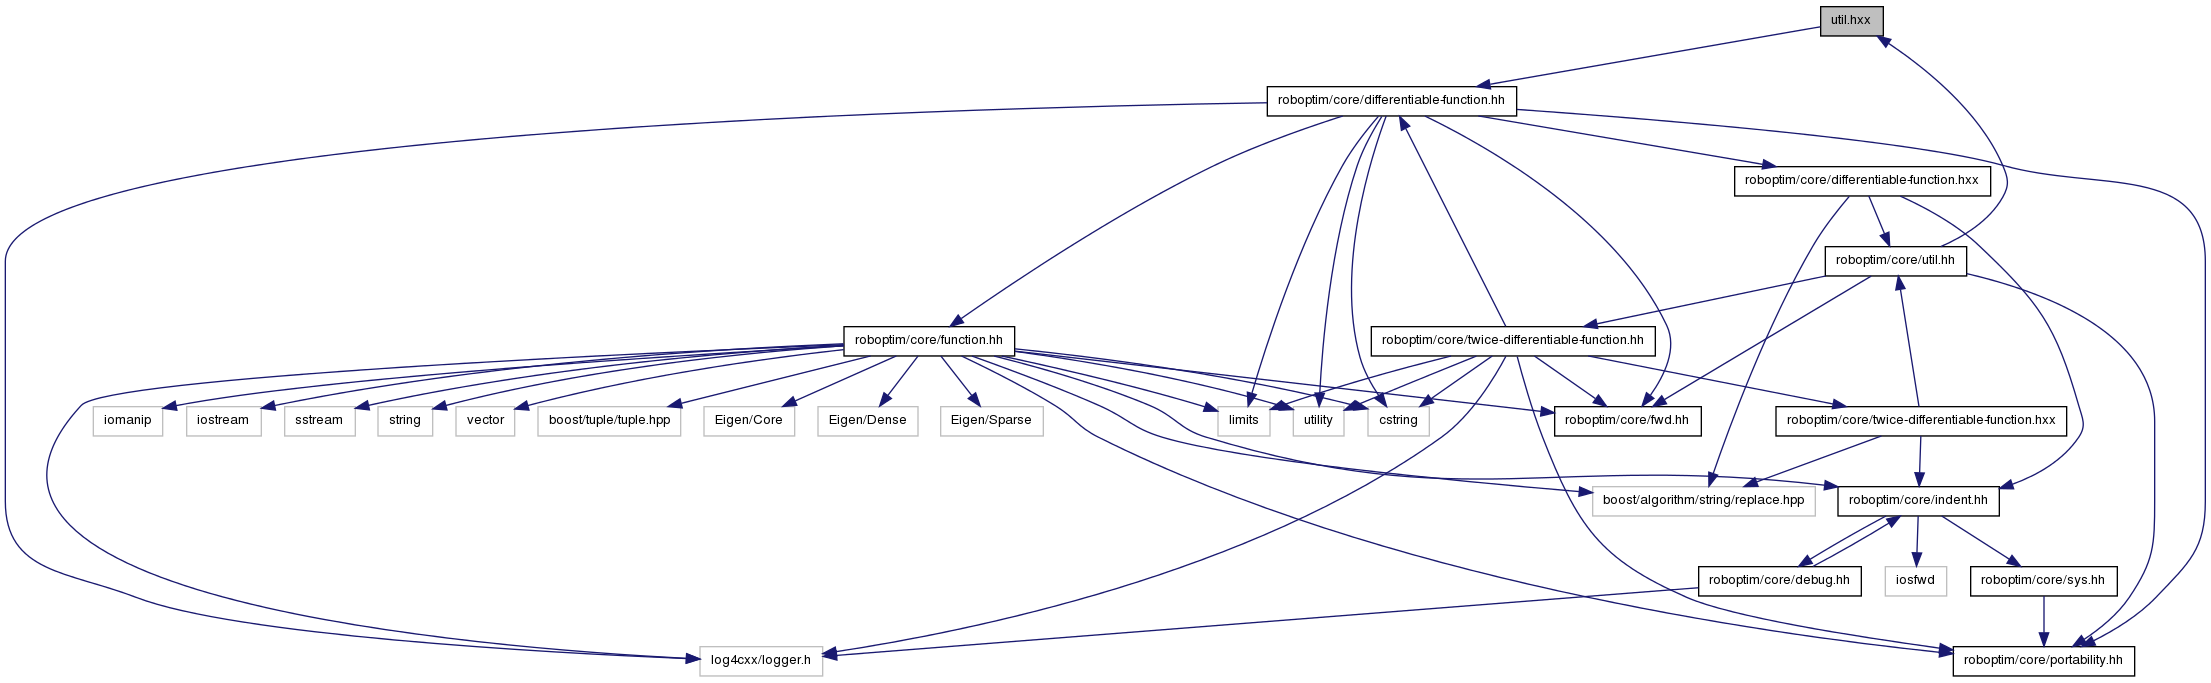 util.hxx
roboptim/core/differentiable-function.hh
roboptim/core/differentiable-function.hxx
roboptim/core/util.hh
roboptim/core/function.hh
roboptim/core/twice-differentiable-function.hh
iomanip
iostream
sstream
string
vector
boost/tuple/tuple.hpp
Eigen/Core
Eigen/Dense
Eigen/Sparse
limits
utility
cstring
roboptim/core/fwd.hh
roboptim/core/twice-differentiable-function.hxx
boost/algorithm/string/replace.hpp
roboptim/core/indent.hh
roboptim/core/debug.hh
iosfwd
roboptim/core/sys.hh
log4cxx/logger.h
roboptim/core/portability.hh